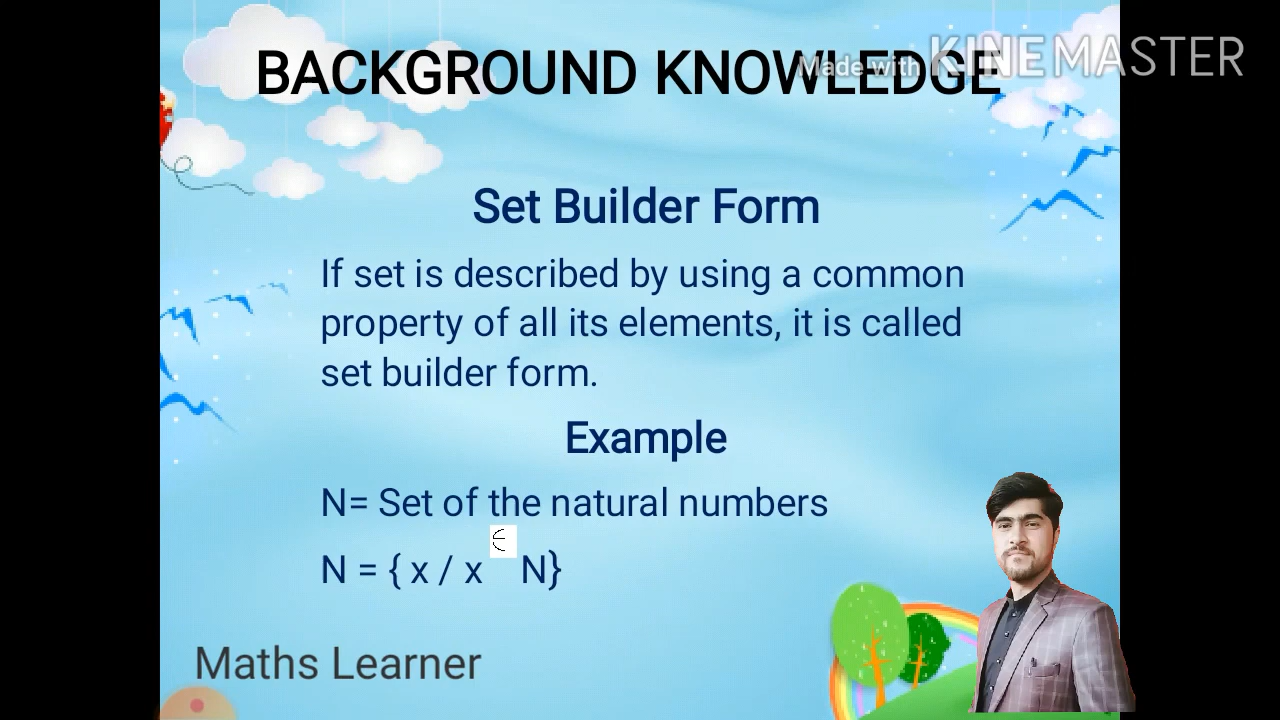 BACKGROUND KNOWLEDGE
Made with KINEMASTER
Set Builder Form
If set is described by using a common
property of all its elements, it is called
set builder form.
Example
N= Set of the natural numbers
N = { x / x ∈ N}
Maths Learner